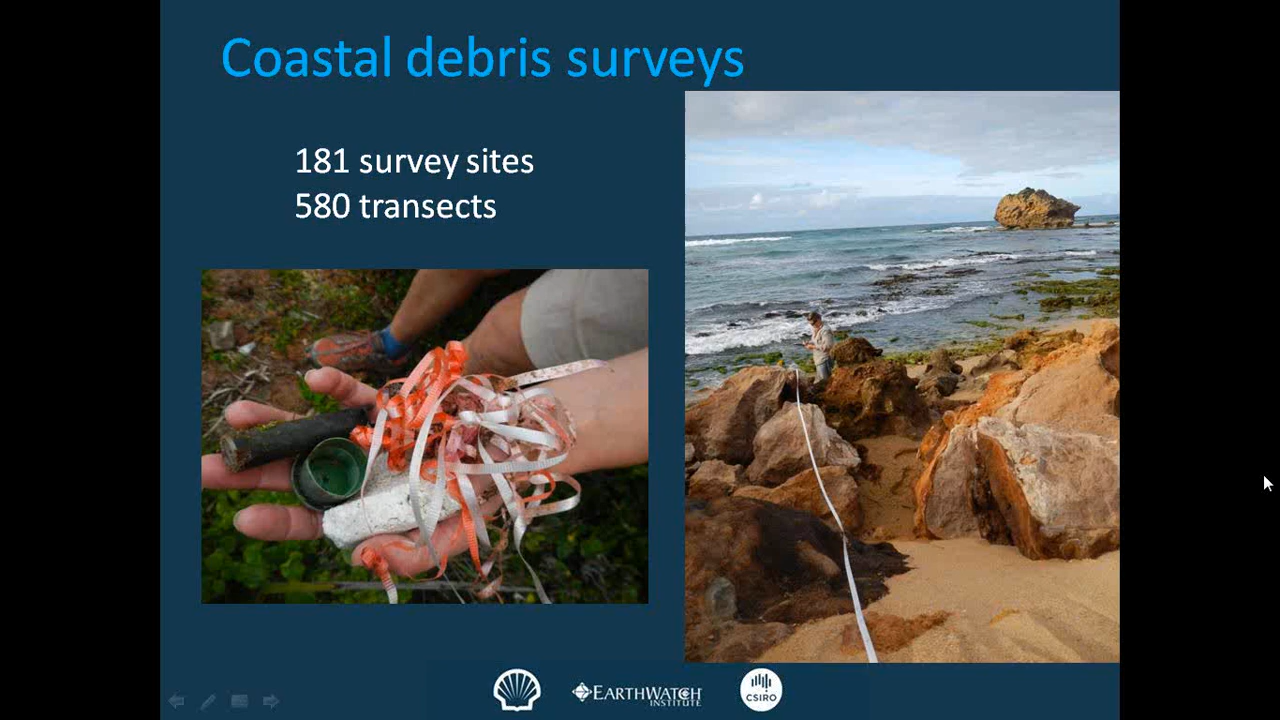 Coastal debris surveys
181 survey sites
580 transects
EARTHWATCH
INSTITUTE
CSIRO